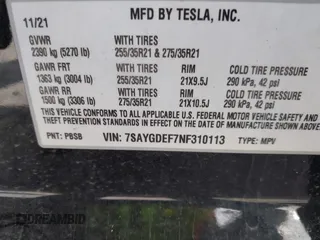 MFD BY TESLA, INC.
11/21
GVWR WITH TIRES
2390 kg (5270 lb) 255/35R21 & 275/35R21
GAWR FRT WITH TIRES RIM COLD TIRE PRESSURE
1363 kg (3004 lb) 255/35R21 21X9.5J 290 kPa, 42 psi
GAWR RR WITH TIRES RIM COLD TIRE PRESSURE
1500 kg (3306 lb) 275/35R21 21X10.5J 290 kPa, 42 psi
THIS VEHICLE CONFORMS TO ALL APPLICABLE U.S. FEDERAL MOTOR VEHICLE
SAFETY STANDARDS IN EFFECT ON THE DATE OF MANUFACTURE SHOWN ABOVE.
PNT: PBSB VIN: 7SAYGDEF7NF310113 TYPE: MPV
DREAMBID